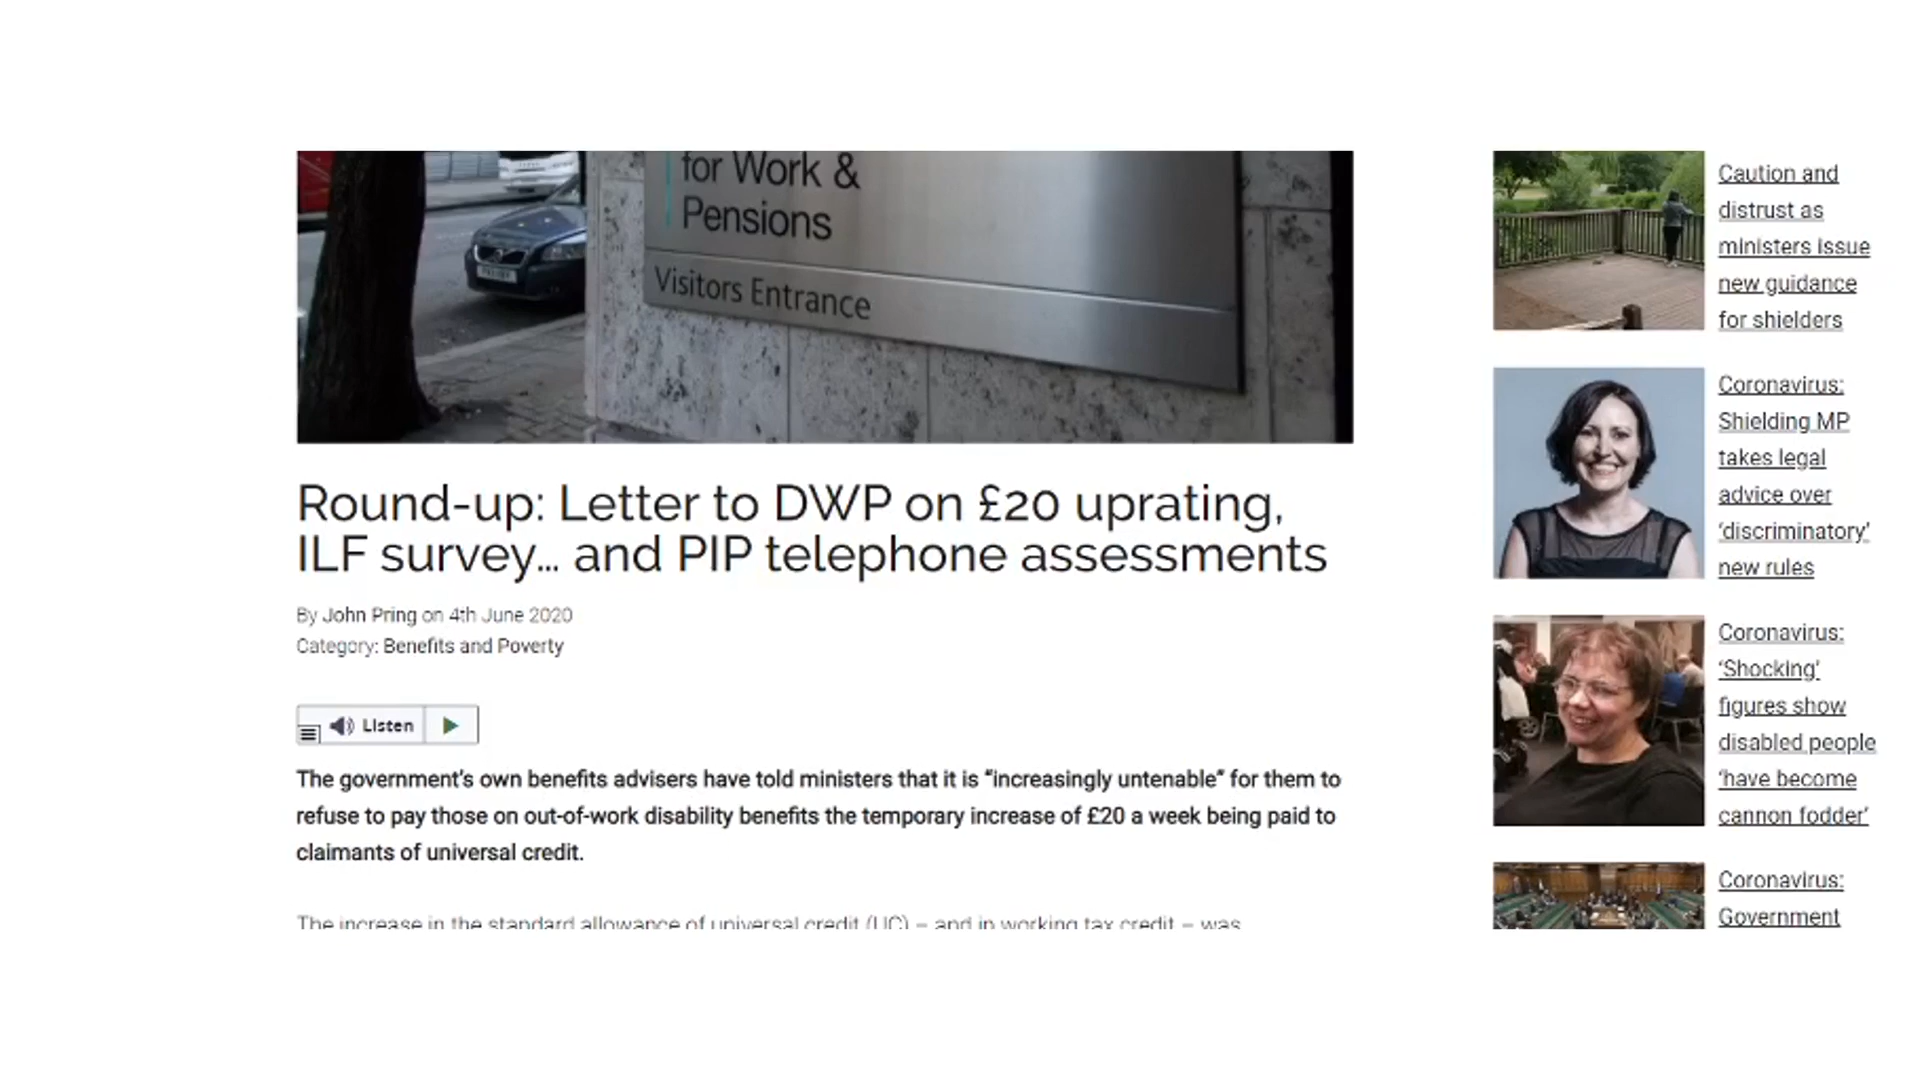 for Work &
Pensions
Visitors Entrance
Round-up: Letter to DWP on £20 uprating,
ILF survey… and PIP telephone assessments
By John Pring on 4th June 2020
Category: Benefits and Poverty
Listen
The government’s own benefits advisers have told ministers that it is “increasingly untenable” for them to
refuse to pay those on out-of-work disability benefits the temporary increase of £20 a week being paid to
claimants of universal credit.
The increase in the standard allowance of universal credit (UC) – and in working tax credit – was
Caution and
distrust as
ministers issue
new guidance
for shielders
Coronavirus:
Shielding MP
takes legal
advice over
‘discriminatory’
new rules
Coronavirus:
‘Shocking’
figures show
disabled people
‘have become
cannon fodder’
Coronavirus:
Government